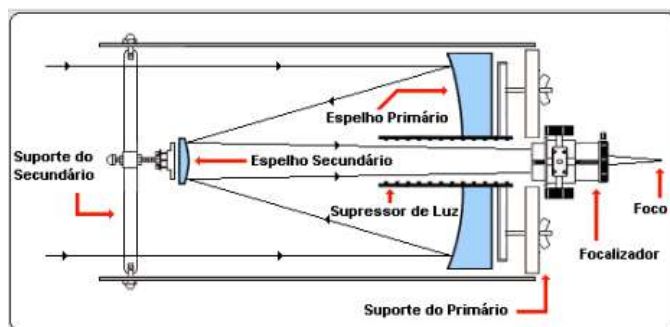 Espelho Primário
Suporte do
Secundário
Espelho Secundário
Supressor de Luz
Foco
Focalizador
Suporte do Primário